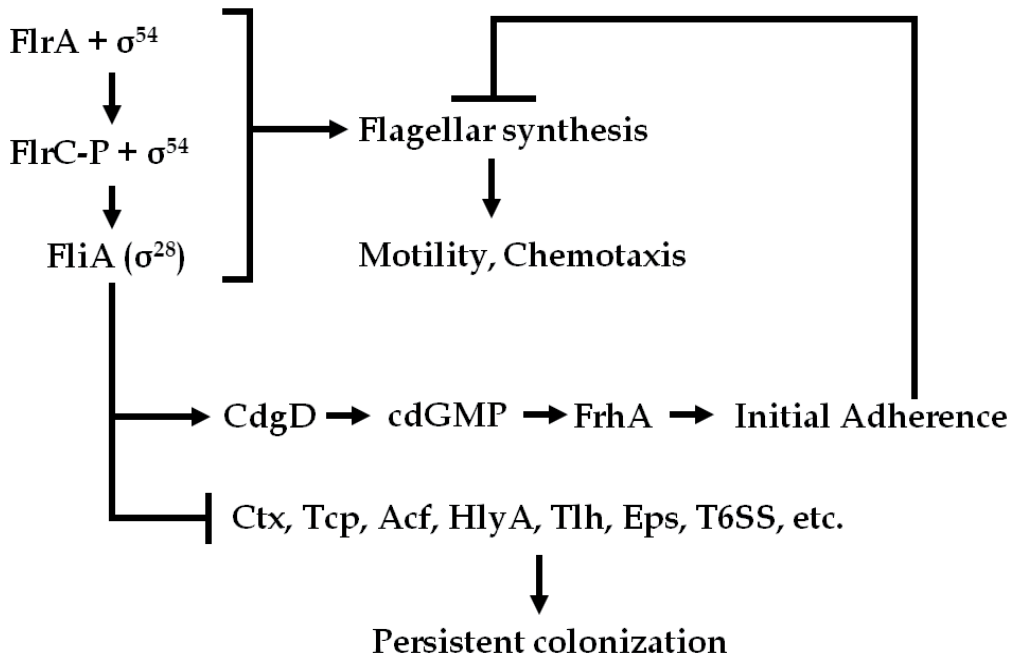 FlrA + σ⁵⁴
FlrC-P + σ⁵⁴
FliA (σ²⁸)
Flagellar synthesis
Motility, Chemotaxis
CdgD cdGMP FrhA Initial Adherence
Ctx, Tcp, Acf, HlyA, Tlh, Eps, T6SS, etc.
Persistent colonization